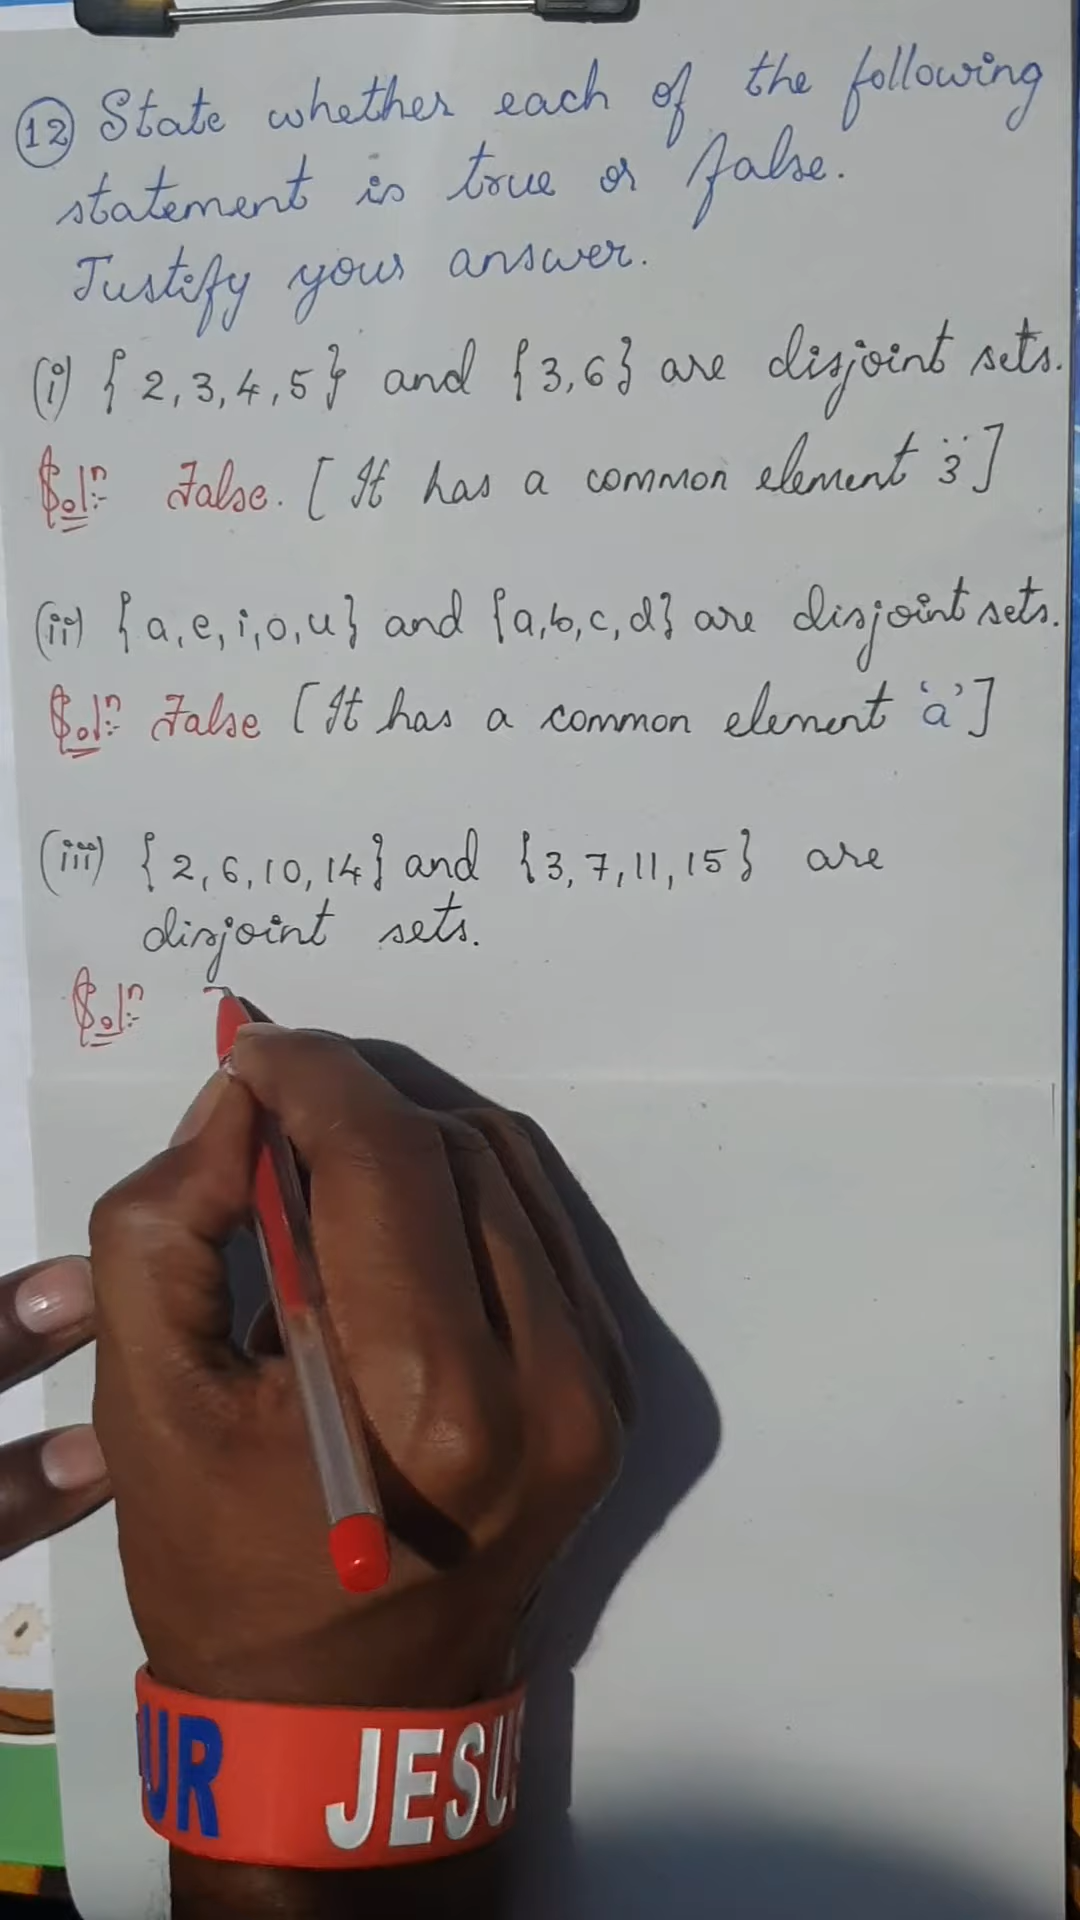 (12) State whether each of the following
statement is true or false.
Justify your answer.
(i) {2,3,4,5} and {3,6} are disjoint sets.
Sol^n:- False. [It has a common element '3']
(ii) {a,e,i,o,u} and {a,b,c,d} are disjoint sets.
Sol^n:- False [It has a common element 'a']
(iii) {2,6,10,14} and {3,7,11,15} are
disjoint sets.
Sol^n:-
UR JESUS